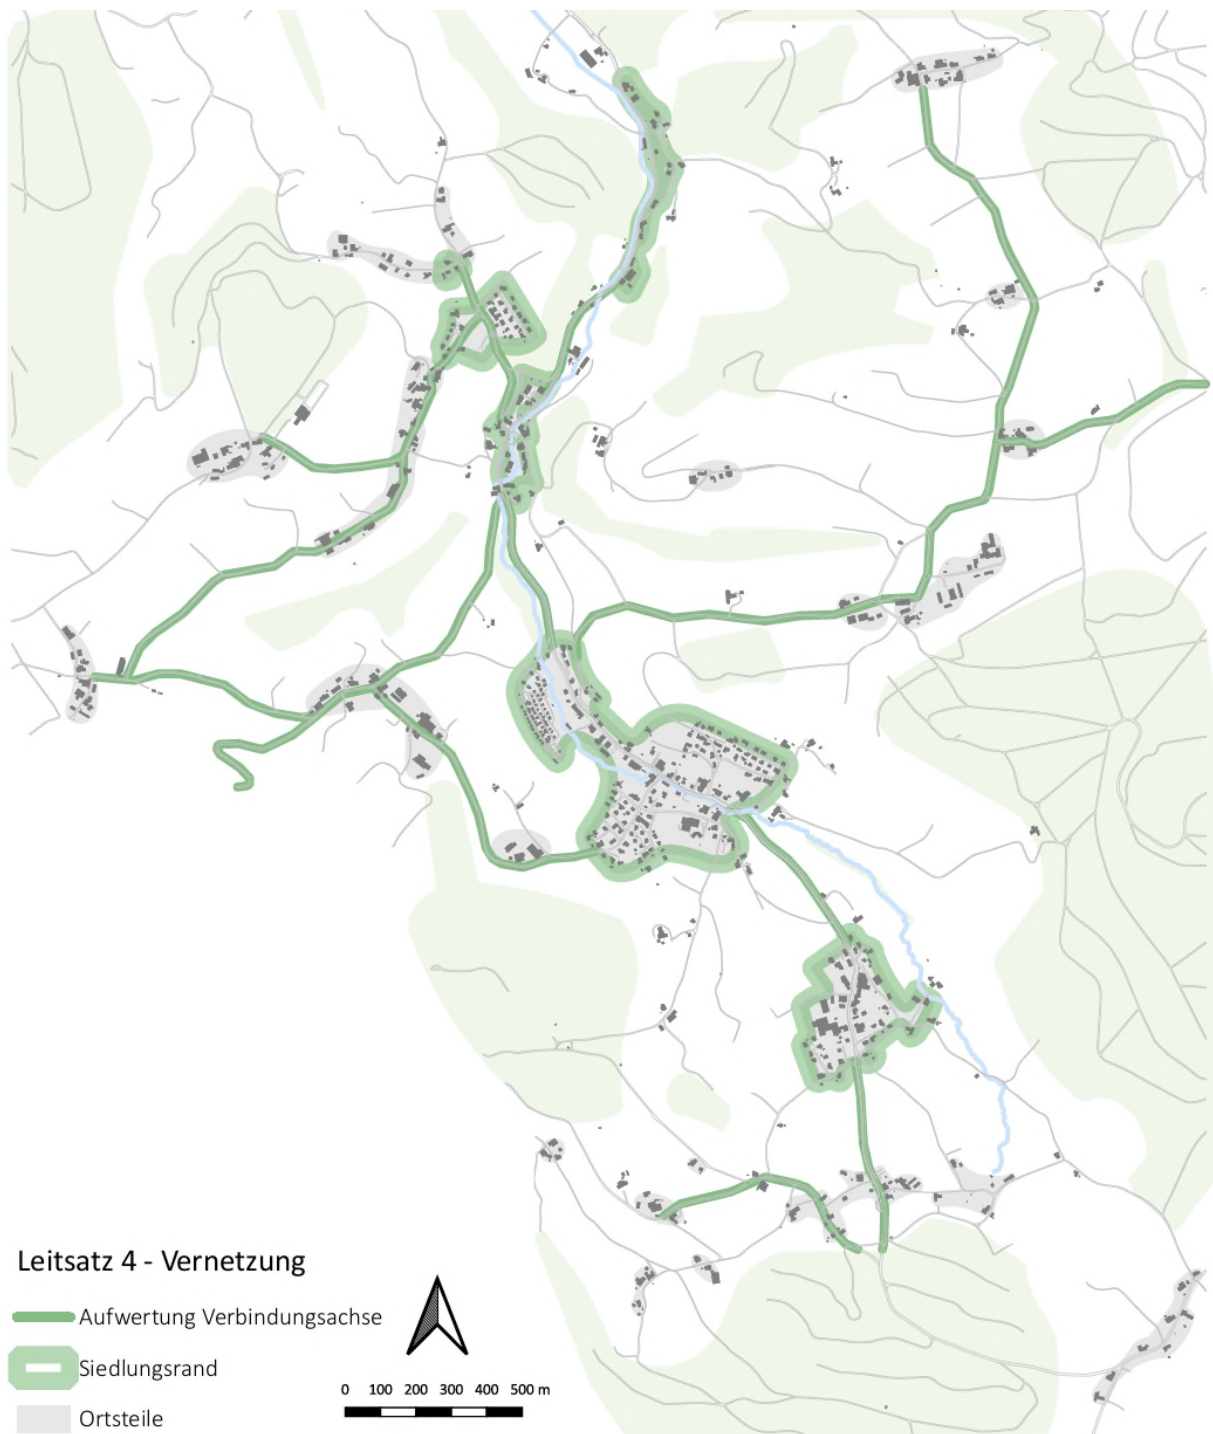 Leitsatz 4 - Vernetzung
Aufwertung Verbindungsachse
Siedlungsrand
Ortsteile
0 100 200 300 400 500 m